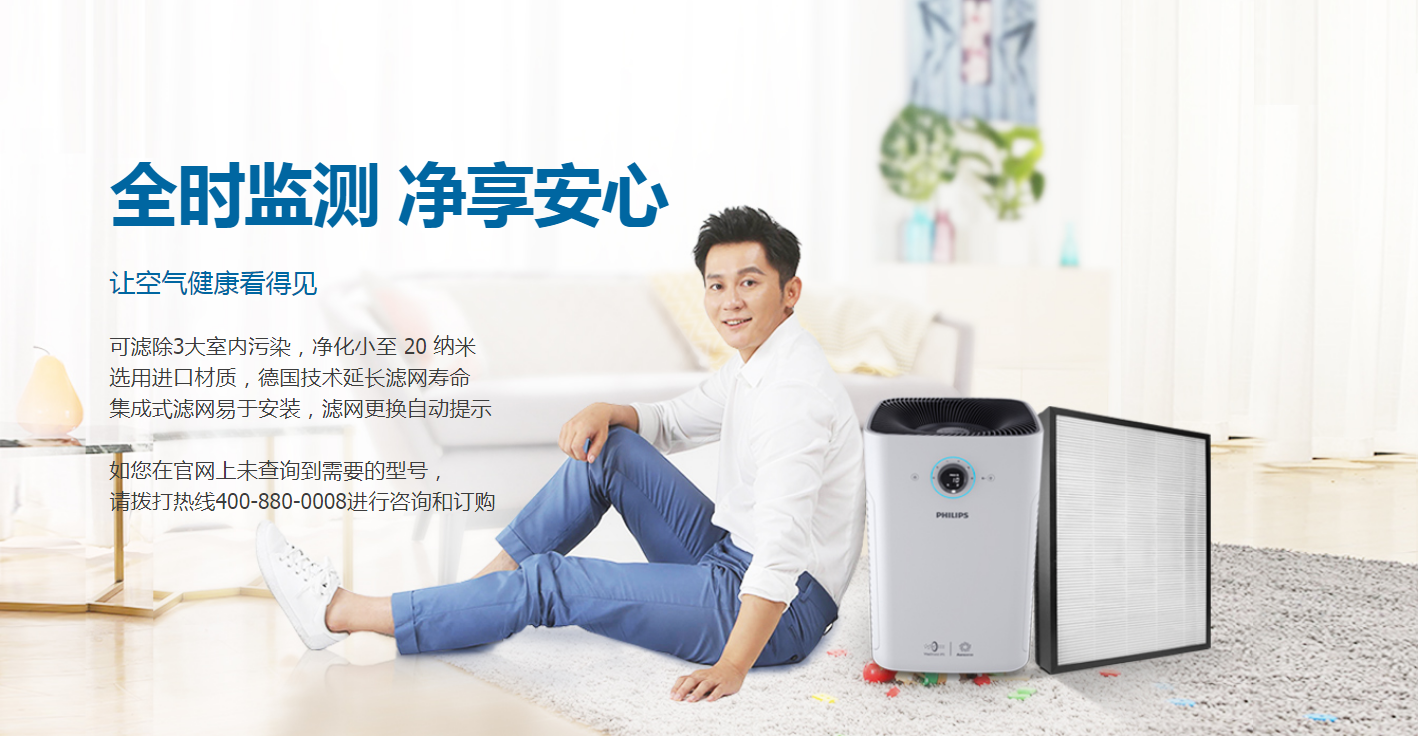 全时监测 净享安心
让空气健康看得见
可滤除3大室内污染，净化小至 20 纳米
选用进口材质，德国技术延长滤网寿命
集成式滤网易于安装，滤网更换自动提示
如您在官网上未查询到需要的型号，
请拨打热线400-880-0008进行咨询和订购
PHILIPS